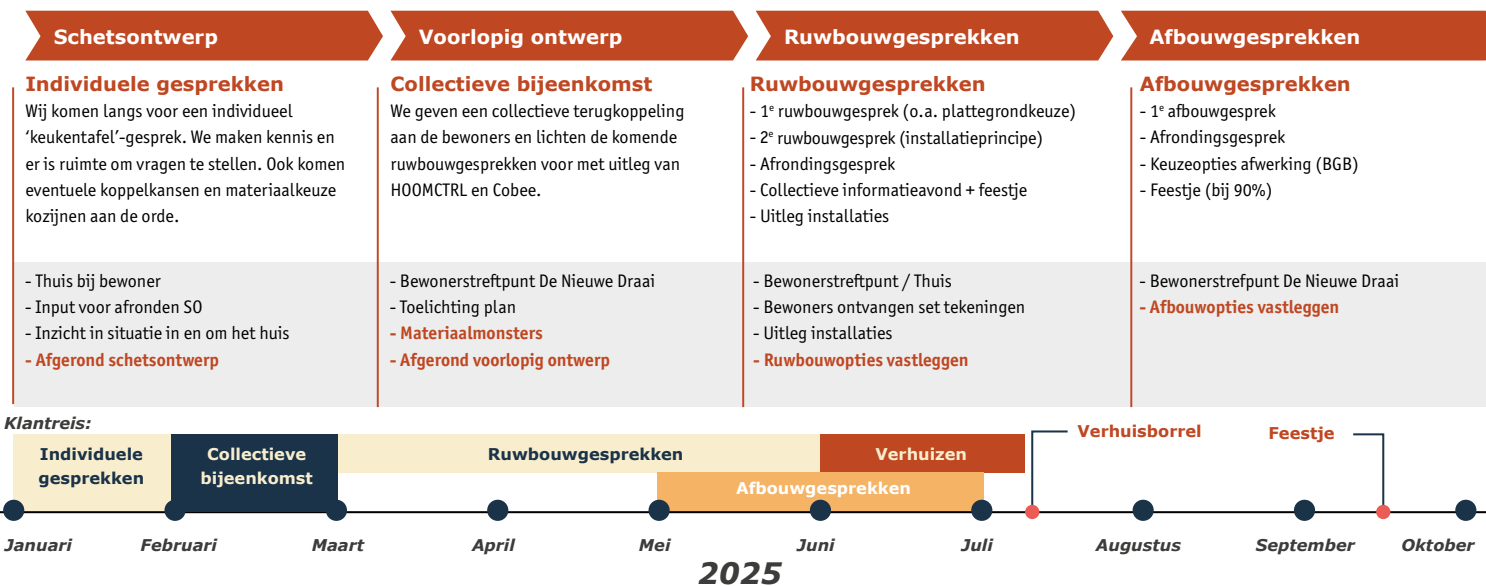 Schetsontwerp
Voorlopig ontwerp
Ruwbouwgesprekken
Afbouwgesprekken
Individuele gesprekken
Wij komen langs voor een individueel
‘keukentafel’-gesprek. We maken kennis en
er is ruimte om vragen te stellen. Ook komen
eventuele koppelkansen en materiaalkeuze
kozijnen aan de orde.
- Thuis bij bewoner
- Input voor afronden SO
- Inzicht in situatie in en om het huis
- Afgerond schetsontwerp
Collectieve bijeenkomst
We geven een collectieve terugkoppeling
aan de bewoners en lichten de komende
ruwbouwgesprekken voor met uitleg van
HOOMCTRL en Cobee.
- Bewonerstreftpunt De Nieuwe Draai
- Toelichting plan
- Materiaalmonsters
- Afgerond voorlopig ontwerp
Ruwbouwgesprekken
- 1e ruwbouwgesprek (o.a. plattegrondkeuze)
- 2e ruwbouwgesprek (installatieprincipe)
- Afrondingsgesprek
- Collectieve informatieavond + feestje
- Uitleg installaties
- Bewonerstreftpunt / Thuis
- Bewoners ontvangen set tekeningen
- Uitleg installaties
- Ruwbouwopties vastleggen
Afbouwgesprekken
- 1e afbouwgesprek
- Afrondingsgesprek
- Keuzeopties afwerking (BGB)
- Feestje (bij 90%)
- Bewonerstrefpunt De Nieuwe Draai
- Afbouwopties vastleggen
Klantreis:
Individuele
gesprekken
Collectieve
bijeenkomst
Ruwbouwgesprekken
Verhuizen
Afbouwgesprekken
Verhuisborrel
Feestje
Januari
Februari
Maart
April
Mei
Juni
Juli
Augustus
September
Oktober
2025